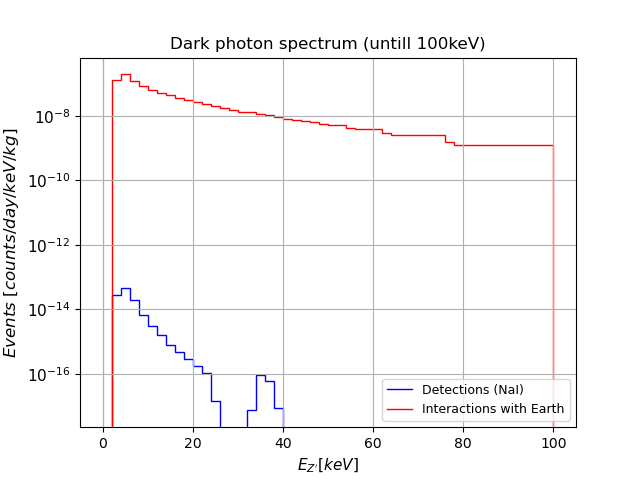 Dark photon spectrum (untill 100keV)
Events [counts/day/keV/kg]
10⁻⁸
10⁻¹⁰
10⁻¹²
10⁻¹⁴
10⁻¹⁶
Detections (NaI)
Interactions with Earth
0 20 40 60 80 100
E_Z′[keV]